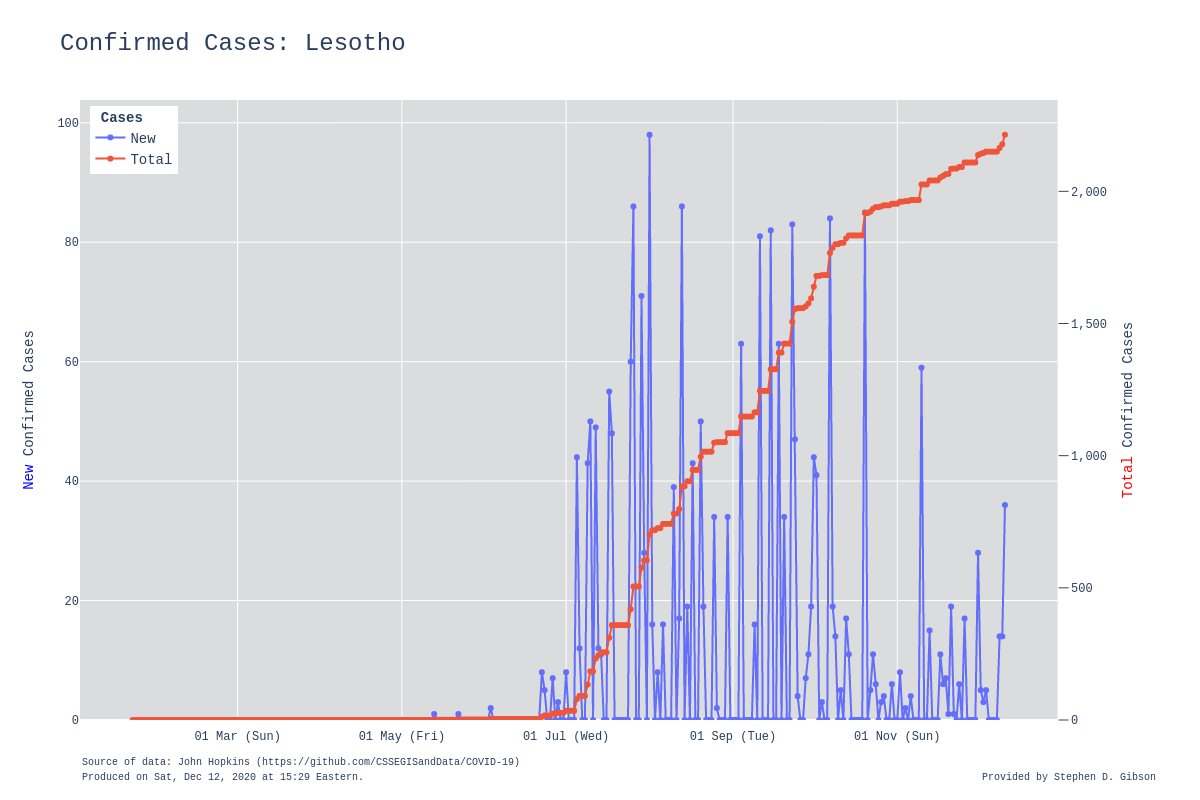 Confirmed Cases: Lesotho
Cases
New
Total
100
80
60
40
20
0
2,000
1,500
1,000
500
0
New Confirmed Cases
Total Confirmed Cases
01 Mar (Sun)
01 May (Fri)
01 Jul (Wed)
01 Sep (Tue)
01 Nov (Sun)
Source of data: John Hopkins (https://github.com/CSSEGISandData/COVID-19)
Produced on Sat, Dec 12, 2020 at 15:29 Eastern.
Provided by Stephen D. Gibson